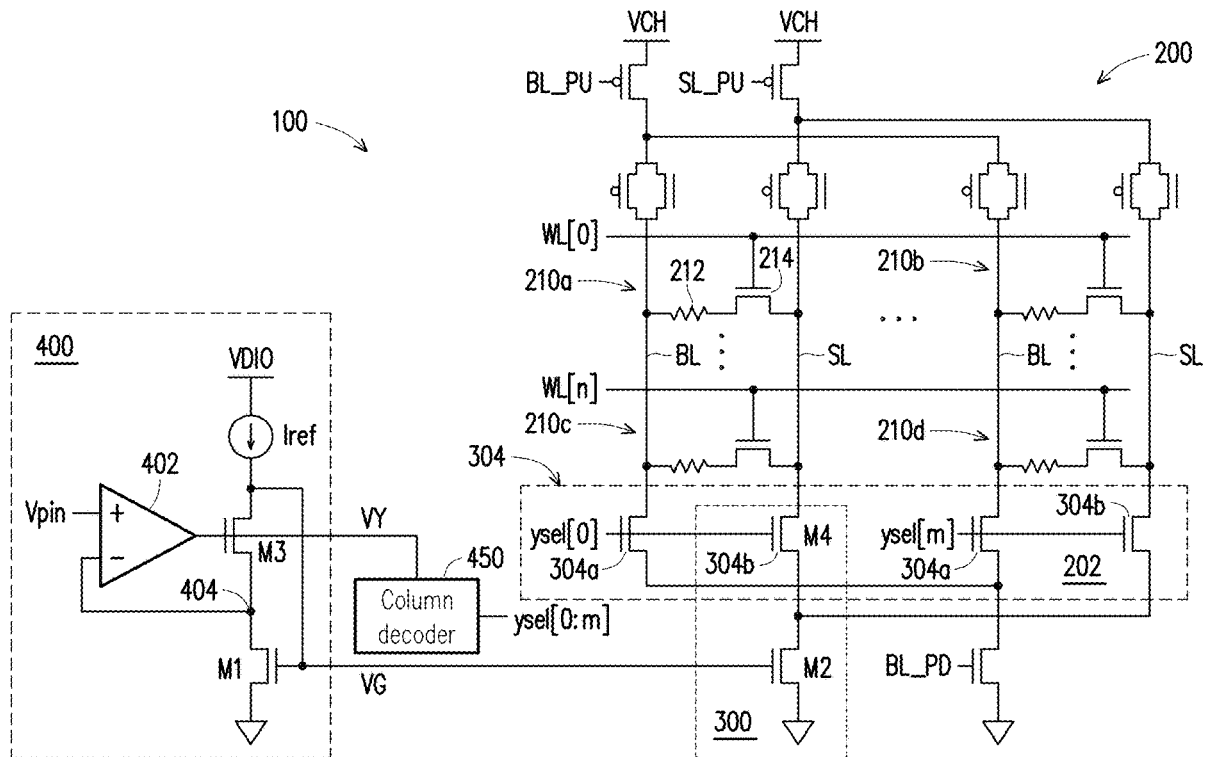 VCH VCH
BL_PU SL_PU 200
100
WL[0]
210a 212 214 210b
BL SL BL SL
WL[n]
210c 210d
304
400
VDIO
Iref
402
Vpin + −
M3 VY
404
450
Column
decoder
ysel[0:m]
M1 VG
ysel[0] 304a 304b M4 ysel[m] 304a 304b
202
M2 BL_PD
300